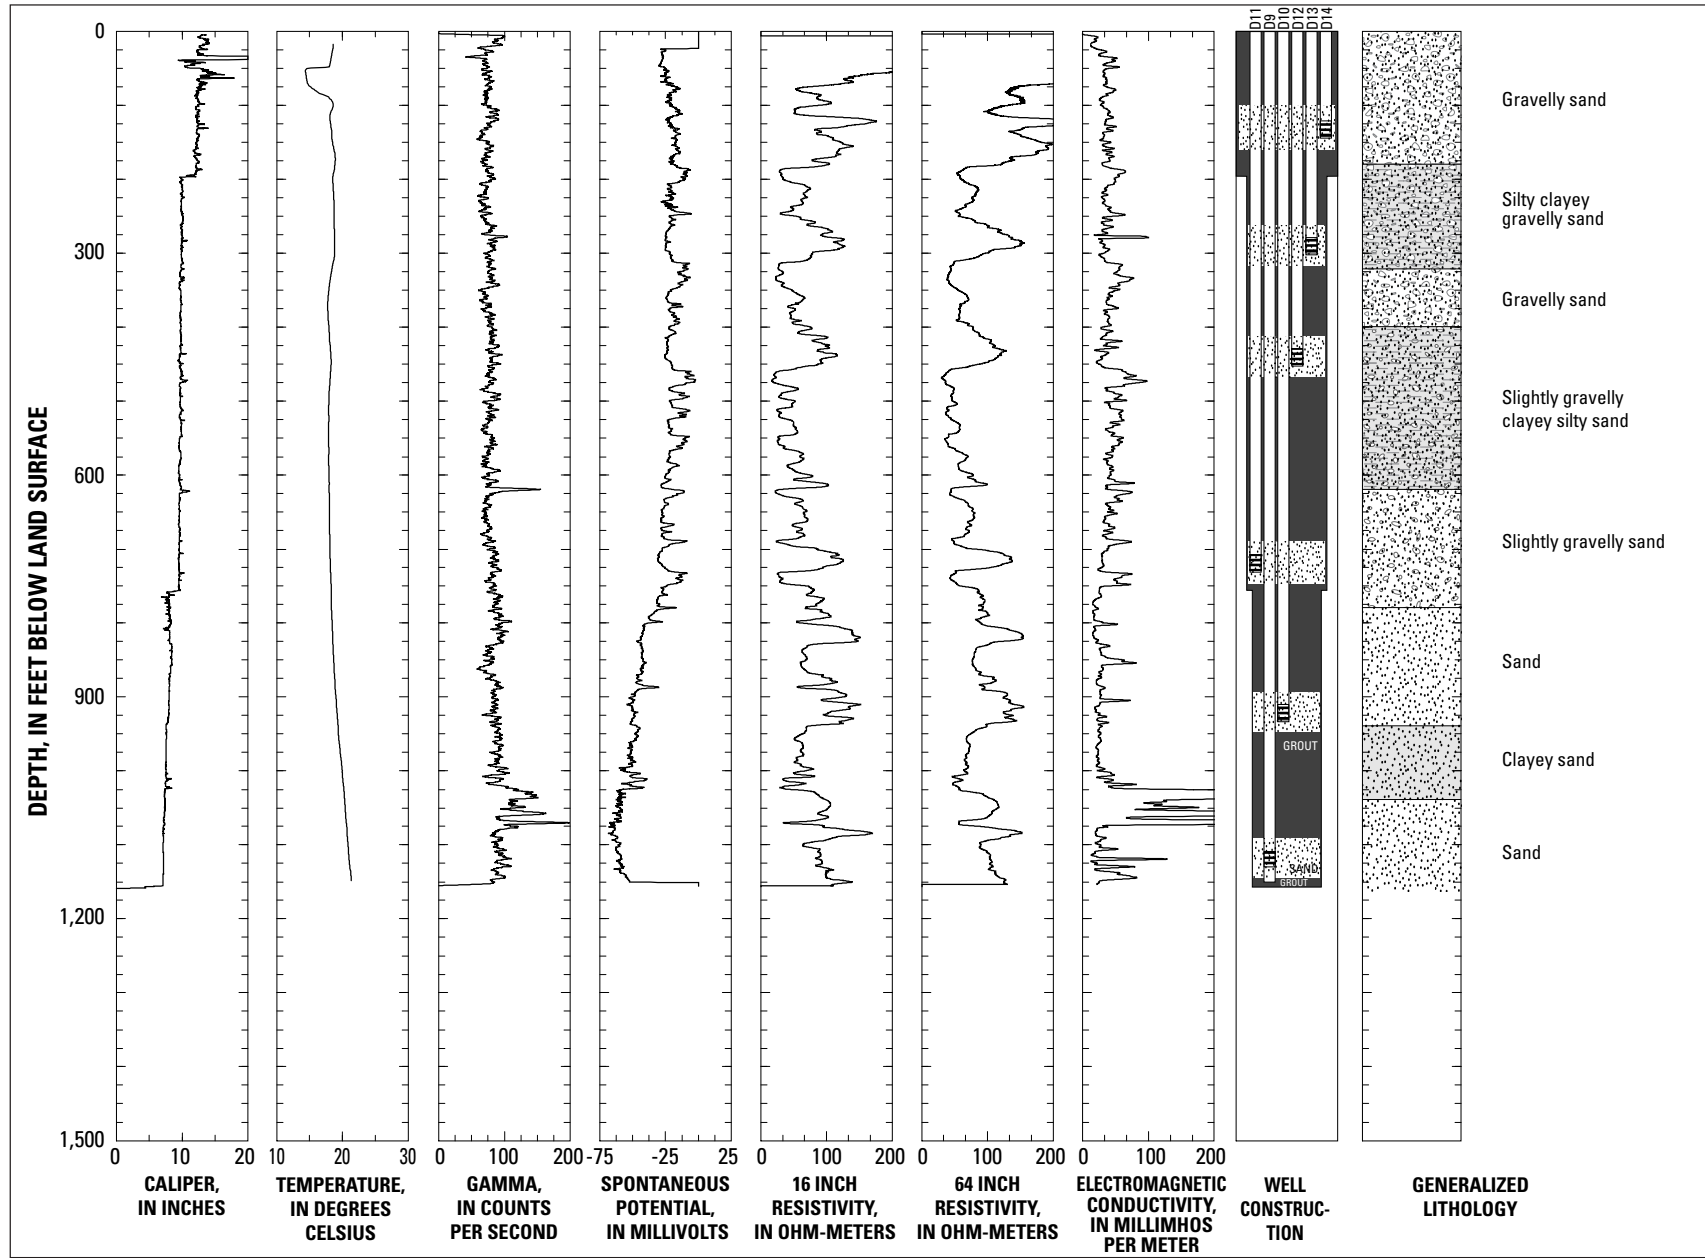 D11
D9
D10
D12
D13
D14
DEPTH, IN FEET BELOW LAND SURFACE
0
300
600
900
1,200
1,500
0 10 20
CALIPER,
IN INCHES
10 20 30
TEMPERATURE,
IN DEGREES
CELSIUS
0 100 200
GAMMA,
IN COUNTS
PER SECOND
-75 -25 25
SPONTANEOUS
POTENTIAL,
IN MILLIVOLTS
0 100
16 INCH
RESISTIVITY,
IN OHM-METERS
0 100
64 INCH
RESISTIVITY,
IN OHM-METERS
0 100 200
ELECTROMAGNETIC
CONDUCTIVITY,
IN MILLIMHOS
PER METER
GROUT
SAND
GROUT
WELL
CONSTRUC-
TION
Gravelly sand
Silty clayey
gravelly sand
Gravelly sand
Slightly gravelly
clayey silty sand
Slightly gravelly sand
Sand
Clayey sand
Sand
GENERALIZED
LITHOLOGY